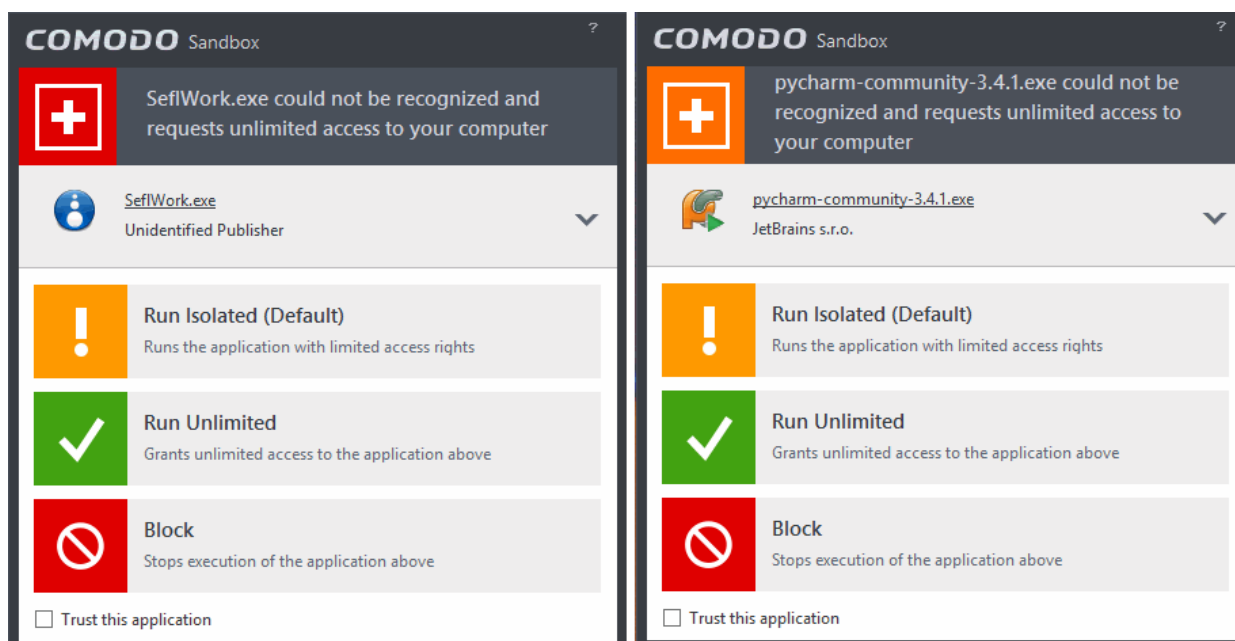 COMODO Sandbox
?
SeflWork.exe could not be recognized and
requests unlimited access to your computer
SeflWork.exe
Unidentified Publisher
Run Isolated (Default)
Runs the application with limited access rights
Run Unlimited
Grants unlimited access to the application above
Block
Stops execution of the application above
Trust this application
COMODO Sandbox
?
pycharm-community-3.4.1.exe could not be
recognized and requests unlimited access to
your computer
pycharm-community-3.4.1.exe
JetBrains s.r.o.
Run Isolated (Default)
Runs the application with limited access rights
Run Unlimited
Grants unlimited access to the application above
Block
Stops execution of the application above
Trust this application